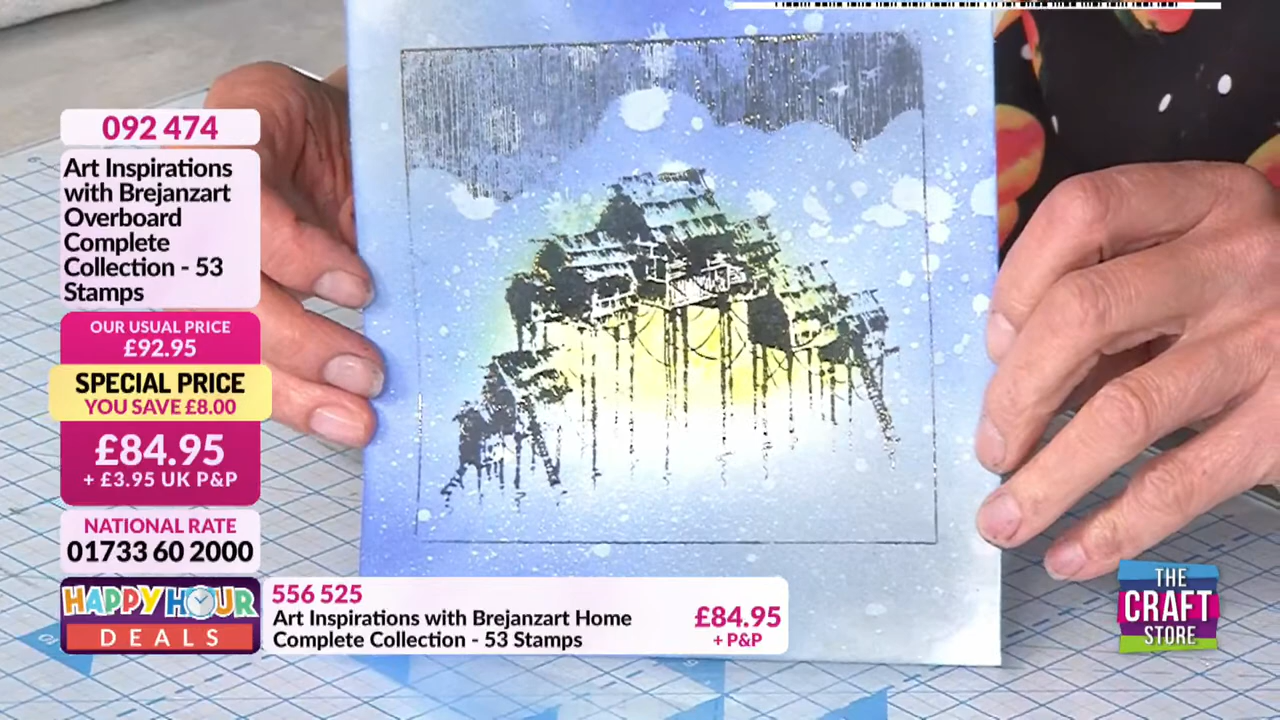 092 474
Art Inspirations
with Brejanzart
Overboard
Complete
Collection - 53
Stamps
OUR USUAL PRICE
£92.95
SPECIAL PRICE
YOU SAVE £8.00
£84.95
+ £3.95 UK P&P
NATIONAL RATE
01733 60 2000
HAPPY HOUR
DEALS
556 525
Art Inspirations with Brejanzart Home
Complete Collection - 53 Stamps
£84.95
+ P&P
THE
CRAFT
STORE